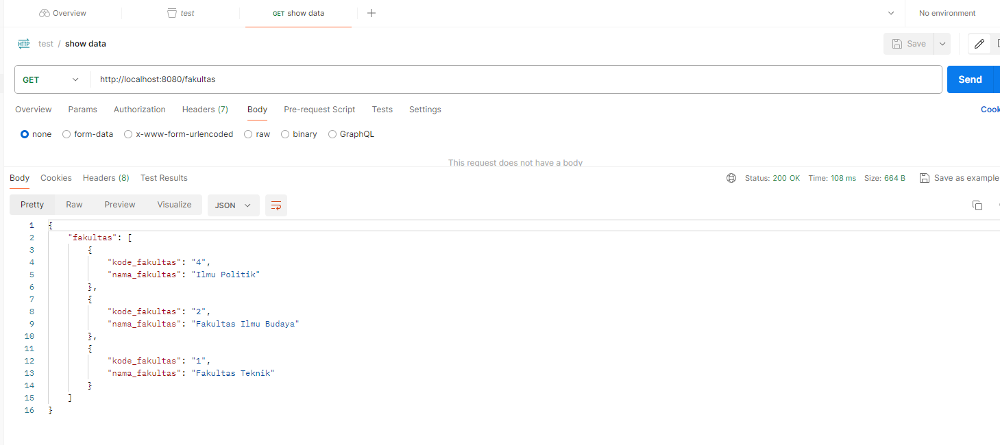 Overview test GET show data No environment
HTTP test / show data Save
GET http://localhost:8080/fakultas Send
Overview Params Authorization Headers (7) Body Pre-request Script Tests Settings Cook
none form-data x-www-form-urlencoded raw binary GraphQL
This request does not have a body
Body Cookies Headers (8) Test Results Status: 200 OK Time: 108 ms Size: 664 B Save as example
Pretty Raw Preview Visualize JSON
1 {
2 "fakultas": [
3 {
4 "kode_fakultas": "4",
5 "nama_fakultas": "Ilmu Politik"
6 },
7 {
8 "kode_fakultas": "2",
9 "nama_fakultas": "Fakultas Ilmu Budaya"
10 },
11 {
12 "kode_fakultas": "1",
13 "nama_fakultas": "Fakultas Teknik"
14 }
15 ]
16 }